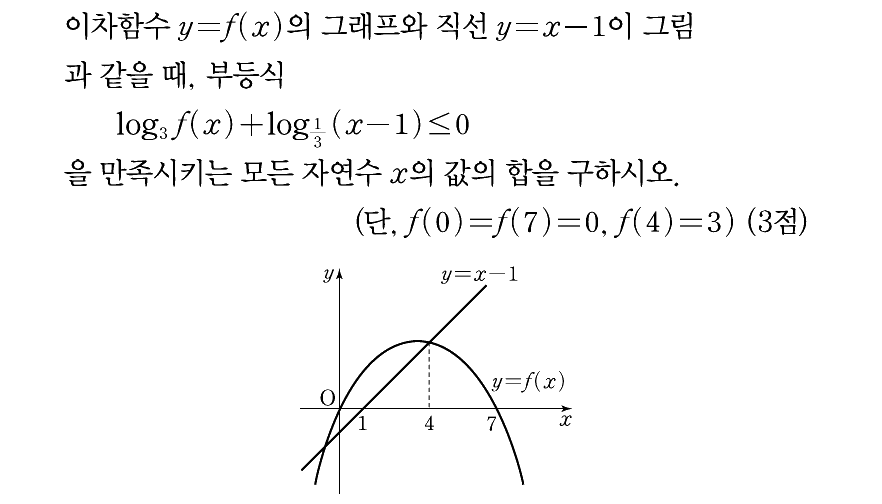 이차함수 y=f(x)의 그래프와 직선 y=x-1이 그림
과 같을 때, 부등식
log₃f(x)+log_{1/3}(x-1)≤0
을 만족시키는 모든 자연수 x의 값의 합을 구하시오.
(단, f(0)=f(7)=0, f(4)=3) (3점)
y
y=x-1
y=f(x)
O
1
4
7
x